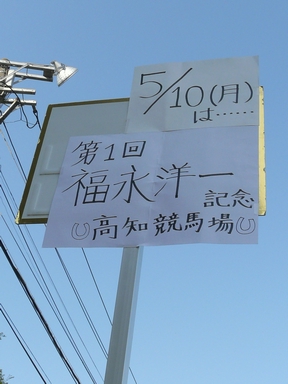 5/10(月)
は……
第1回
福永洋一
記念
高知競馬場